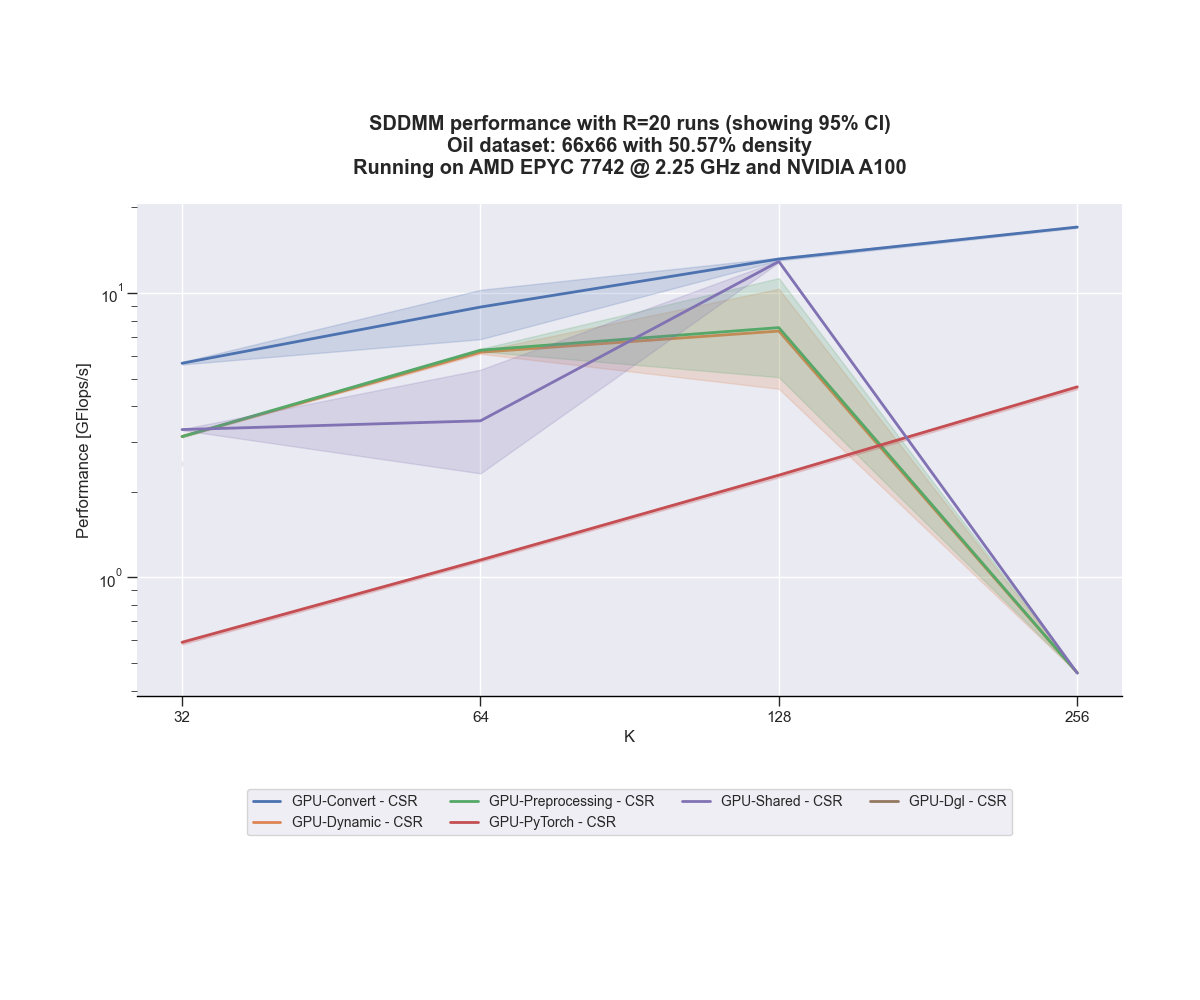 SDDMM performance with R=20 runs (showing 95% CI)
Oil dataset: 66x66 with 50.57% density
Running on AMD EPYC 7742 @ 2.25 GHz and NVIDIA A100
Performance [GFlops/s]
10^1
10^0
32 64 128 256
K
GPU-Convert - CSR GPU-Preprocessing - CSR GPU-Shared - CSR GPU-Dgl - CSR
GPU-Dynamic - CSR GPU-PyTorch - CSR